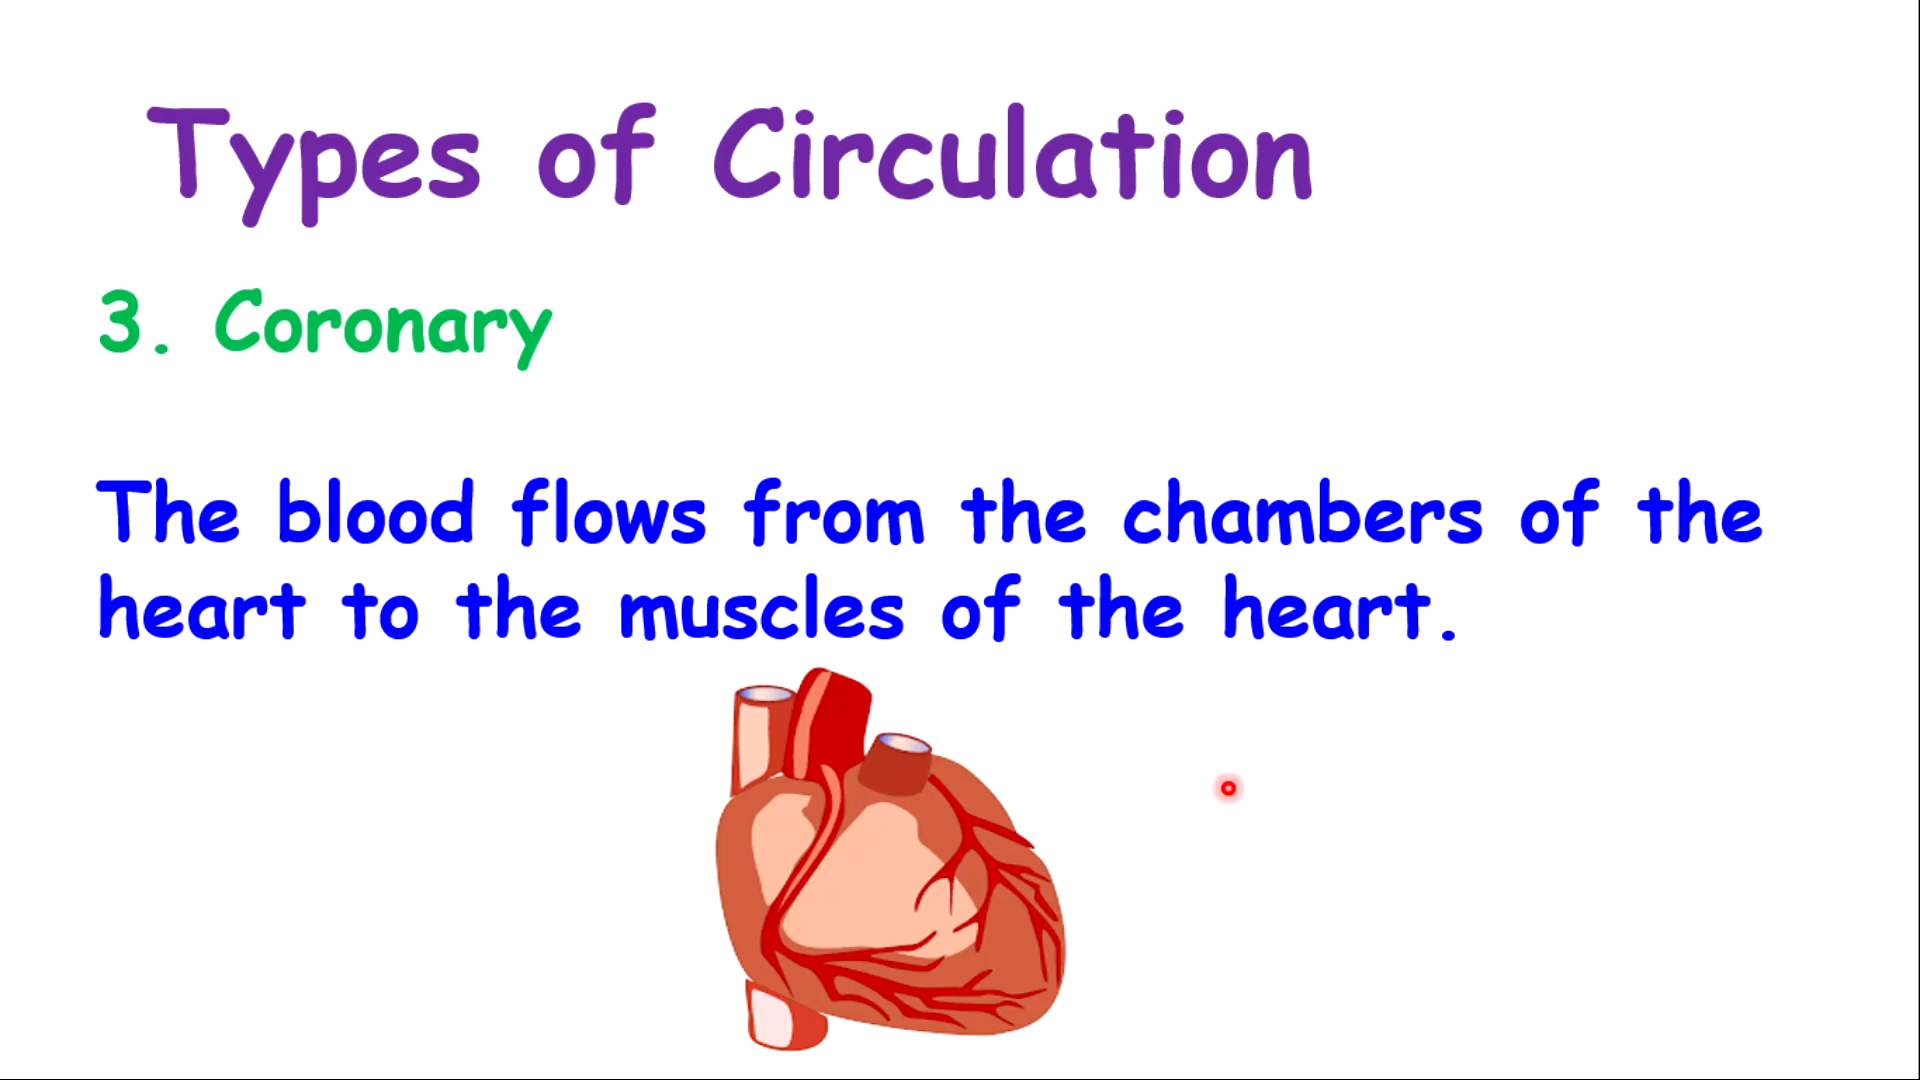 Types of Circulation
3. Coronary
The blood flows from the chambers of the
heart to the muscles of the heart.